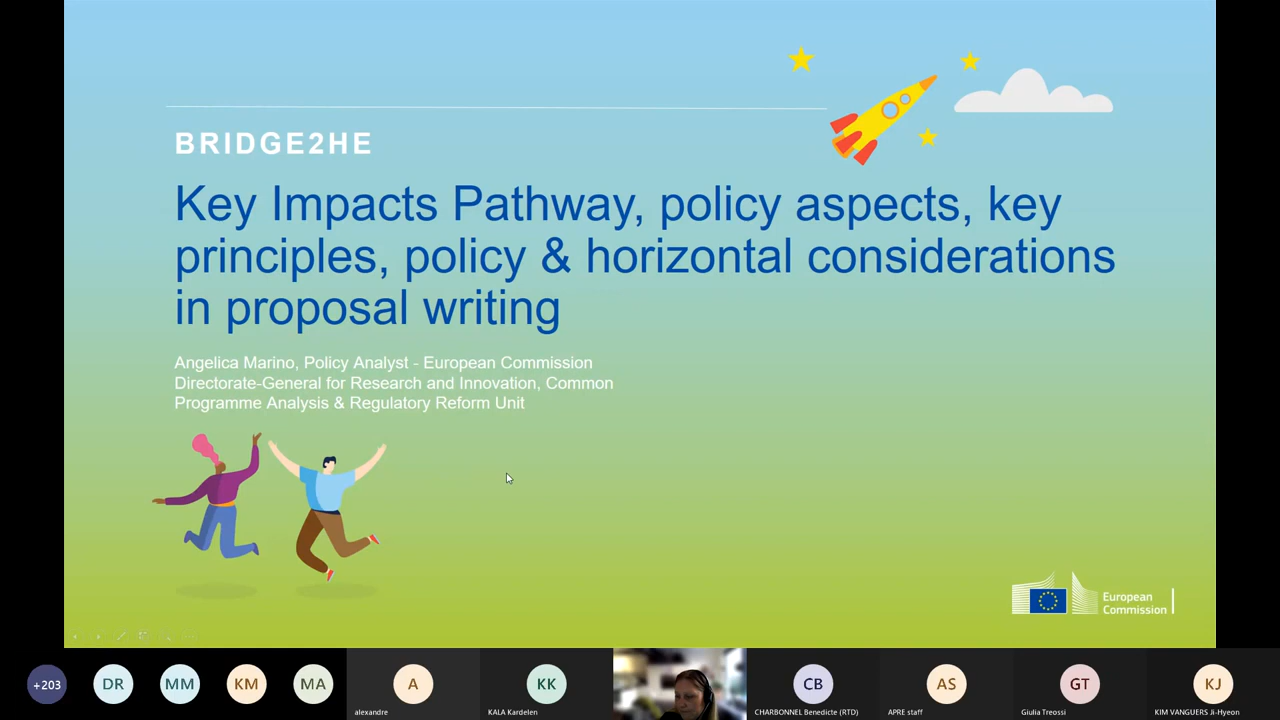 BRIDGE2HE
Key Impacts Pathway, policy aspects, key
principles, policy & horizontal considerations
in proposal writing
Angelica Marino, Policy Analyst - European Commission
Directorate-General for Research and Innovation, Common
Programme Analysis & Regulatory Reform Unit
European
Commission
+203
DR
MM
KM
MA
A
KK
CB
AS
GT
KJ
alexandre
KALA Kardelen
CHARBONNEL Benedicte (RTD)
APRE staff
Giulia Treossi
KIM VANGUERS Ji-Hyeon